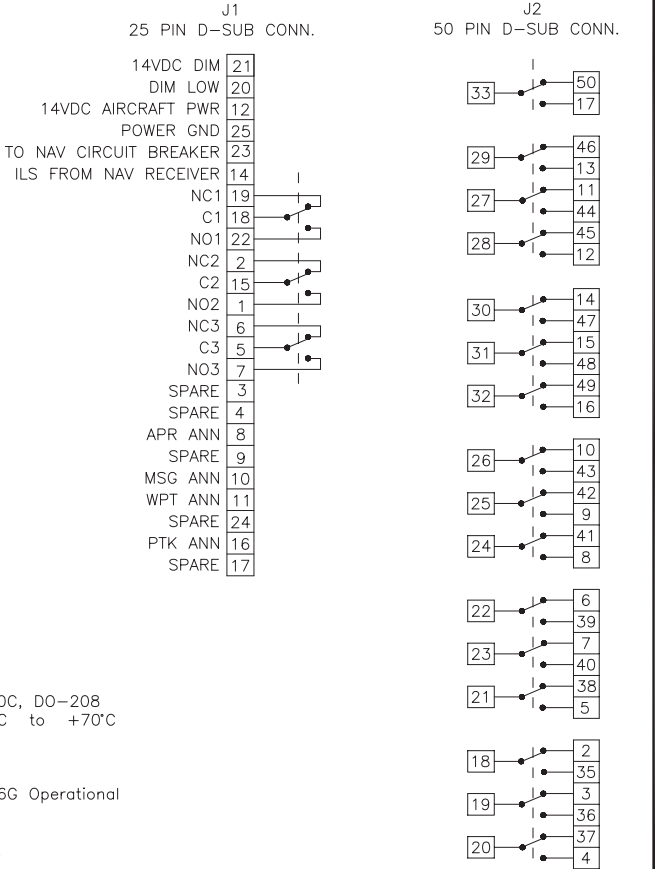 J1
25 PIN D-SUB CONN.
14VDC DIM 21
DIM LOW 20
14VDC AIRCRAFT PWR 12
POWER GND 25
TO NAV CIRCUIT BREAKER 23
ILS FROM NAV RECEIVER 14
NC1 19
C1 18
NO1 22
NC2 2
C2 15
NO2 1
NC3 6
C3 5
NO3 7
SPARE 3
SPARE 4
APR ANN 8
SPARE 9
MSG ANN 10
WPT ANN 11
SPARE 24
PTK ANN 16
SPARE 17
0C, DO-208
C to +70°C
6G Operational
J2
50 PIN D-SUB CONN.
33
50
17
29
46
13
27
11
44
28
45
12
30
14
47
31
15
48
32
49
16
26
10
43
25
42
9
24
41
8
22
6
39
23
7
40
21
38
5
18
2
35
19
3
36
20
37
4